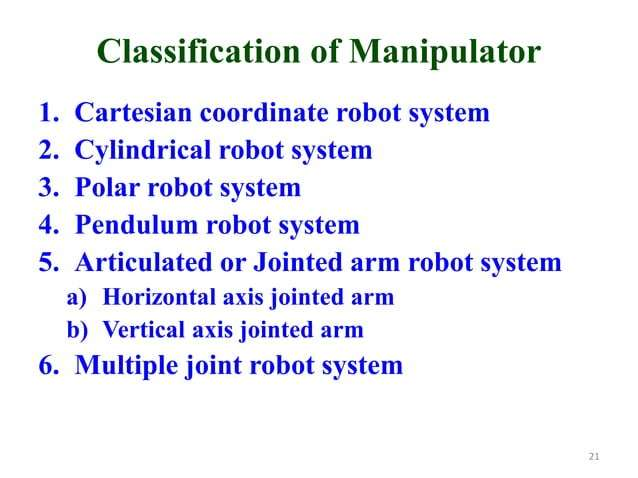 Classification of Manipulator
1. Cartesian coordinate robot system
2. Cylindrical robot system
3. Polar robot system
4. Pendulum robot system
5. Articulated or Jointed arm robot system
a) Horizontal axis jointed arm
b) Vertical axis jointed arm
6. Multiple joint robot system
21